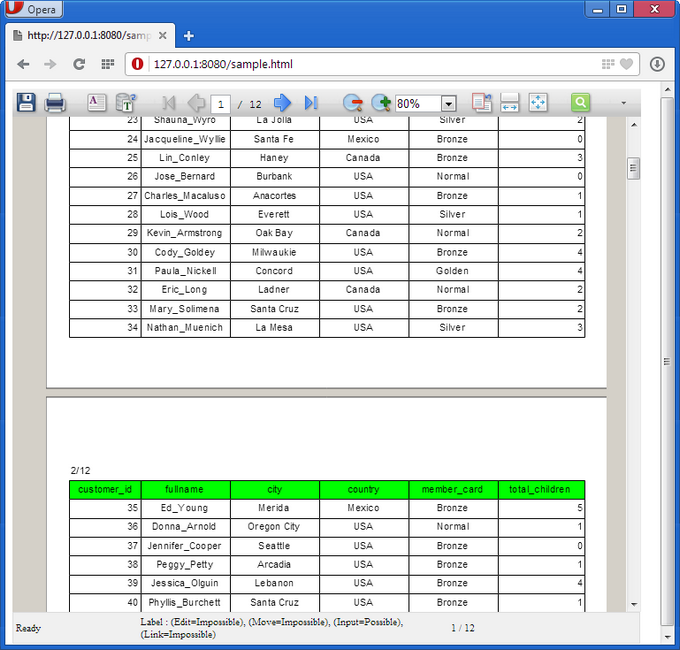 Opera
http://127.0.0.1:8080/samp
127.0.0.1:8080/sample.html
1 / 12 80%
23 Shauna_Wyro La Jolla USA Silver 2
24 Jacqueline_Wyllie Santa Fe Mexico Bronze 0
25 Lin_Conley Haney Canada Bronze 3
26 Jose_Bernard Burbank USA Normal 0
27 Charles_Macaluso Anacortes USA Bronze 1
28 Lois_Wood Everett USA Silver 1
29 Kevin_Armstrong Oak Bay Canada Normal 2
30 Cody_Goldey Milwaukie USA Bronze 4
31 Paula_Nickell Concord USA Golden 4
32 Eric_Long Ladner Canada Normal 2
33 Mary_Solimena Santa Cruz USA Bronze 2
34 Nathan_Muenich La Mesa USA Silver 3
2/12
customer_id fullname city country member_card total_children
35 Ed_Young Merida Mexico Bronze 5
36 Donna_Arnold Oregon City USA Normal 1
37 Jennifer_Cooper Seattle USA Bronze 0
38 Peggy_Petty Arcadia USA Bronze 1
39 Jessica_Olguin Lebanon USA Bronze 4
40 Phyllis_Burchett Santa Cruz USA Bronze 1
Ready Label : (Edit=Impossible), (Move=Impossible), (Input=Possible), 1 / 12
(Link=Impossible)